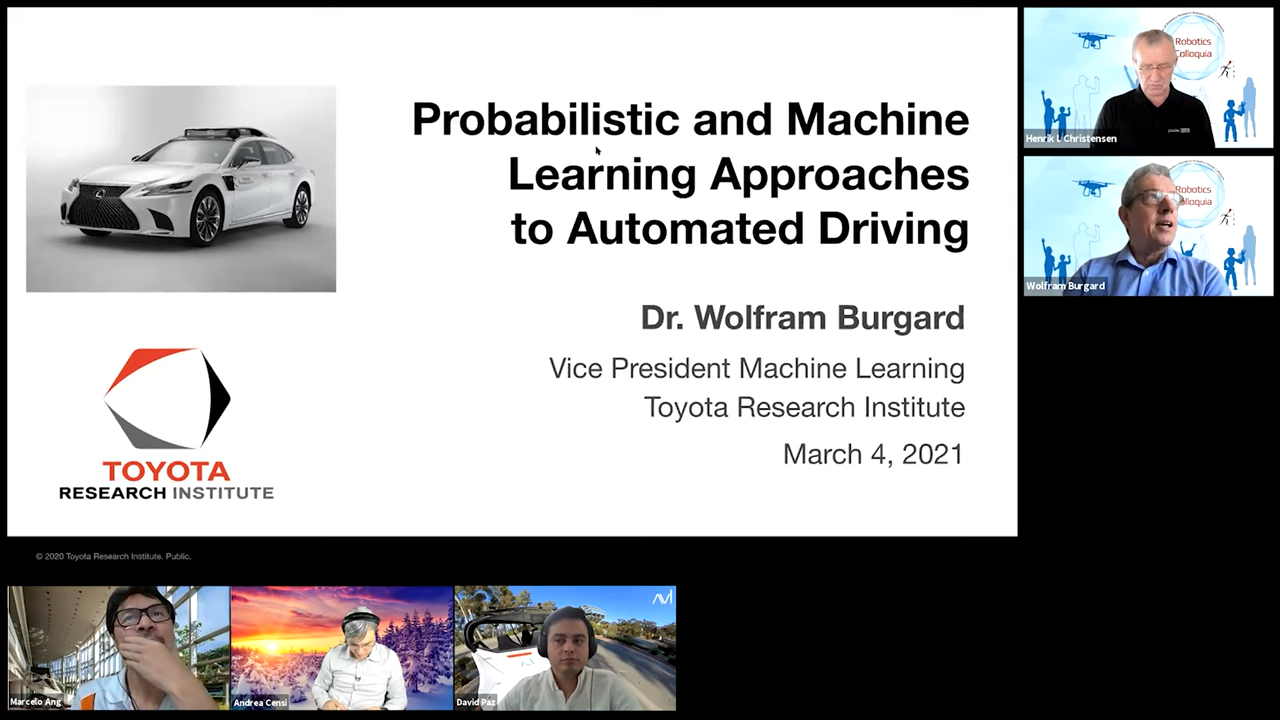 Probabilistic and Machine
Learning Approaches
to Automated Driving
Dr. Wolfram Burgard
Vice President Machine Learning
Toyota Research Institute
March 4, 2021
TOYOTA
RESEARCH INSTITUTE
© 2020 Toyota Research Institute. Public.
Robotics
Colloquia
Henrik I Christensen
Robotics
Colloquia
Wolfram Burgard
Marcelo Ang
Andrea Censi
David Paz